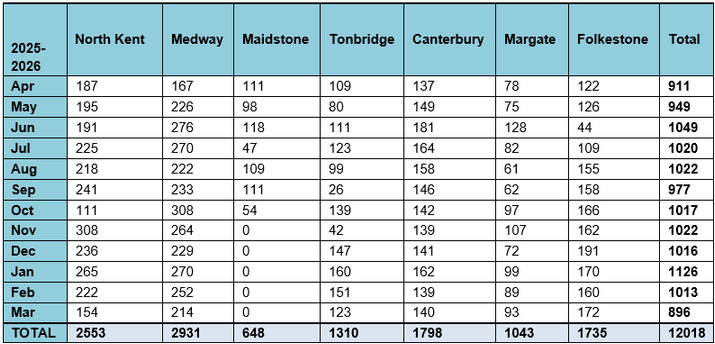 2025-2026 North Kent Medway Maidstone Tonbridge Canterbury Margate Folkestone Total
Apr 187 167 111 109 137 78 122 911
May 195 226 98 80 149 75 126 949
Jun 191 276 118 111 181 128 44 1049
Jul 225 270 47 123 164 82 109 1020
Aug 218 222 109 99 158 61 155 1022
Sep 241 233 111 26 146 62 158 977
Oct 111 308 54 139 142 97 166 1017
Nov 308 264 0 42 139 107 162 1022
Dec 236 229 0 147 141 72 191 1016
Jan 265 270 0 160 162 99 170 1126
Feb 222 252 0 151 139 89 160 1013
Mar 154 214 0 123 140 93 172 896
TOTAL 2553 2931 648 1310 1798 1043 1735 12018